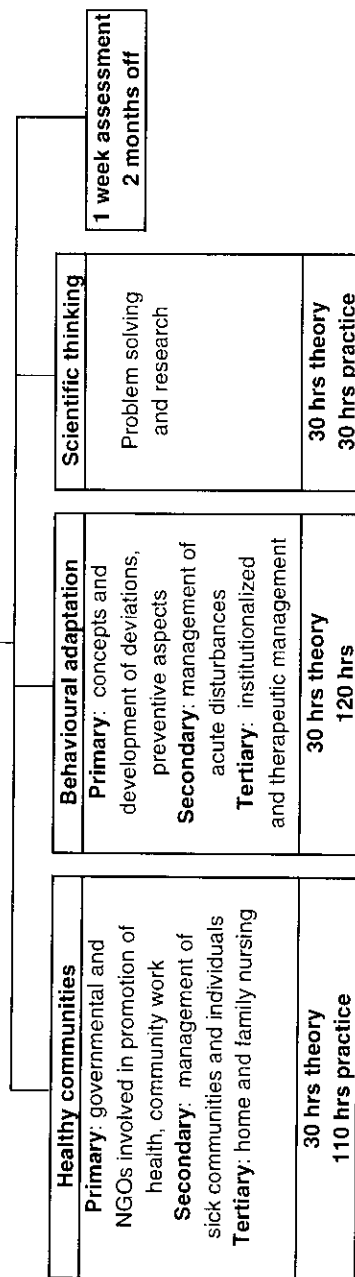 Healthy communities
Primary: governmental and
NGOs involved in promotion of
health, community work
Secondary: management of
sick communities and individuals
Tertiary: home and family nursing
30 hrs theory
110 hrs practice
Behavioural adaptation
Primary: concepts and
development of deviations,
preventive aspects
Secondary: management of
acute disturbances
Tertiary: institutionalized
and therapeutic management
30 hrs theory
120 hrs
Scientific thinking
Problem solving
and research
30 hrs theory
30 hrs practice
1 week assessment
2 months off